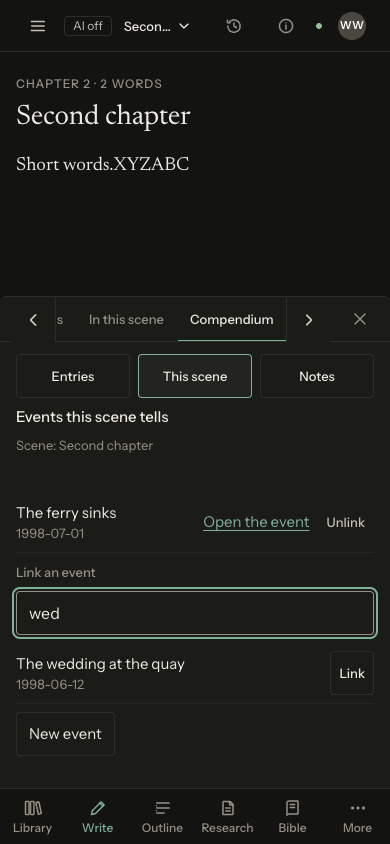 AI off Secon... WW
CHAPTER 2 · 2 WORDS
Second chapter
Short words.XYZABC
s In this scene Compendium
Entries This scene Notes
Events this scene tells
Scene: Second chapter
The ferry sinks
1998-07-01
Open the event Unlink
Link an event
wed
The wedding at the quay
1998-06-12
Link
New event
Library Write Outline Research Bible More